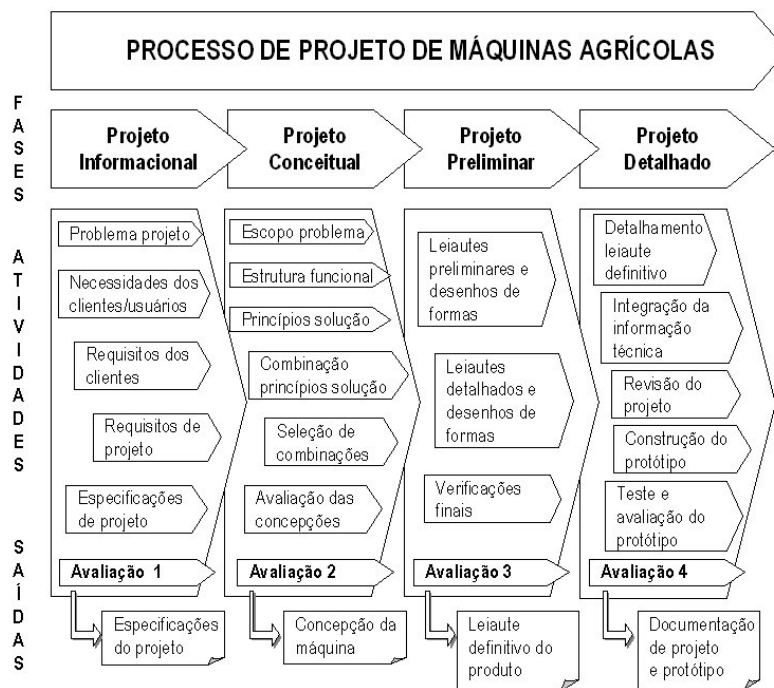 PROCESSO DE PROJETO DE MÁQUINAS AGRÍCOLAS
FASES
Projeto
Informacional
Projeto
Conceitual
Projeto
Preliminar
Projeto
Detalhado
ATIVIDADES
Problema projeto
Necessidades dos
clientes/usuários
Requisitos dos
clientes
Requisitos de
projeto
Especificações
de projeto
Avaliação 1
Escopo problema
Estrutura funcional
Princípios solução
Combinação
princípios solução
Seleção de
combinações
Avaliação das
concepções
Avaliação 2
Leiautes
preliminares e
desenhos de
formas
Leiautes
detalhados e
desenhos de
formas
Verificações
finais
Avaliação 3
Detalhamento
leiaute
definitivo
Integração da
informação
técnica
Revisão do
projeto
Construção do
protótipo
Teste e
avaliação do
protótipo
Avaliação 4
SAÍDAS
Especificações
do projeto
Concepção da
máquina
Leiaute
definitivo do
produto
Documentação
de projeto
e protótipo